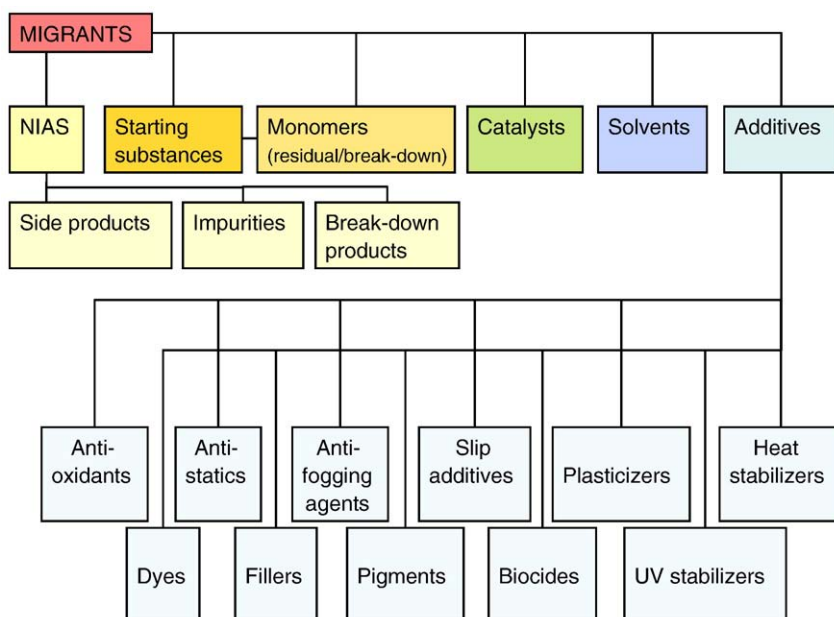 MIGRANTS
NIAS
Starting
substances
Monomers
(residual/break-down)
Catalysts
Solvents
Additives
Side products
Impurities
Break-down
products
Anti-
oxidants
Anti-
statics
Anti-
fogging
agents
Slip
additives
Plasticizers
Heat
stabilizers
Dyes
Fillers
Pigments
Biocides
UV stabilizers